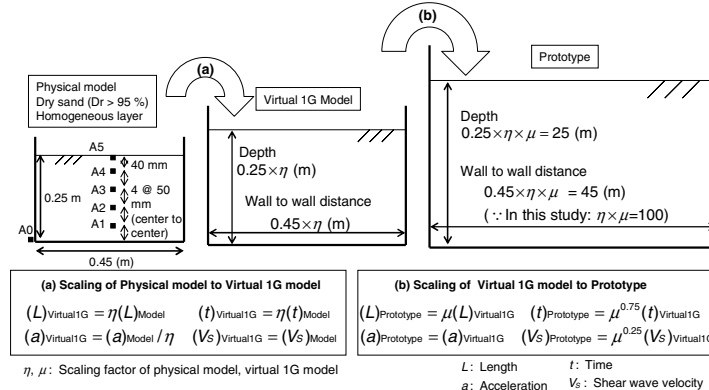 (a)
(b)
Physical model
Dry sand (Dr > 95 %)
Homogeneous layer
A5
A4
A3
A2
A1
A0
40 mm
4 @ 50
mm
(center to
center)
0.25 m
0.45 (m)
Virtual 1G Model
Depth
0.25×η (m)
Wall to wall distance
0.45×η (m)
Prototype
Depth
0.25×η×μ = 25 (m)
Wall to wall distance
0.45×η×μ = 45 (m)
(∵ In this study: η×μ=100)
(a) Scaling of Physical model to Virtual 1G model
(L)Virtual1G = η(L)Model (t)Virtual1G = η(t)Model
(a)Virtual1G = (a)Model /η (VS)Virtual1G = (VS)Model
(b) Scaling of Virtual 1G model to Prototype
(L)Prototype = μ(L)Virtual1G (t)Prototype = μ^0.75(t)Virtual1G
(a)Prototype = (a)Virtual1G (VS)Prototype = μ^0.25(VS)Virtual1G
η, μ: Scaling factor of physical model, virtual 1G model
L: Length t: Time
a: Acceleration VS: Shear wave velocity